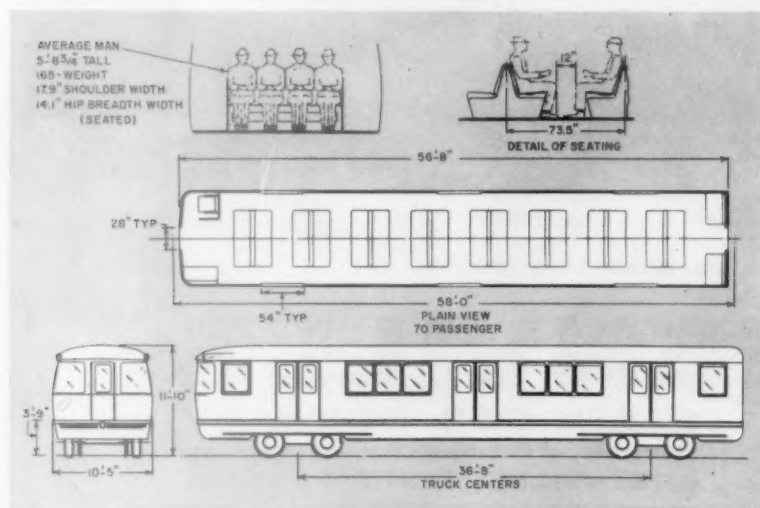 AVERAGE MAN
5'-8 3/4" TALL
165-WEIGHT
17.9" SHOULDER WIDTH
14.1" HIP BREADTH WIDTH
(SEATED)
12"
73.5"
DETAIL OF SEATING
56'-8"
28" TYP
58'-0"
54" TYP
PLAIN VIEW
70 PASSENGER
11'-10"
3'-9"
10'-5"
36'-8"
TRUCK CENTERS